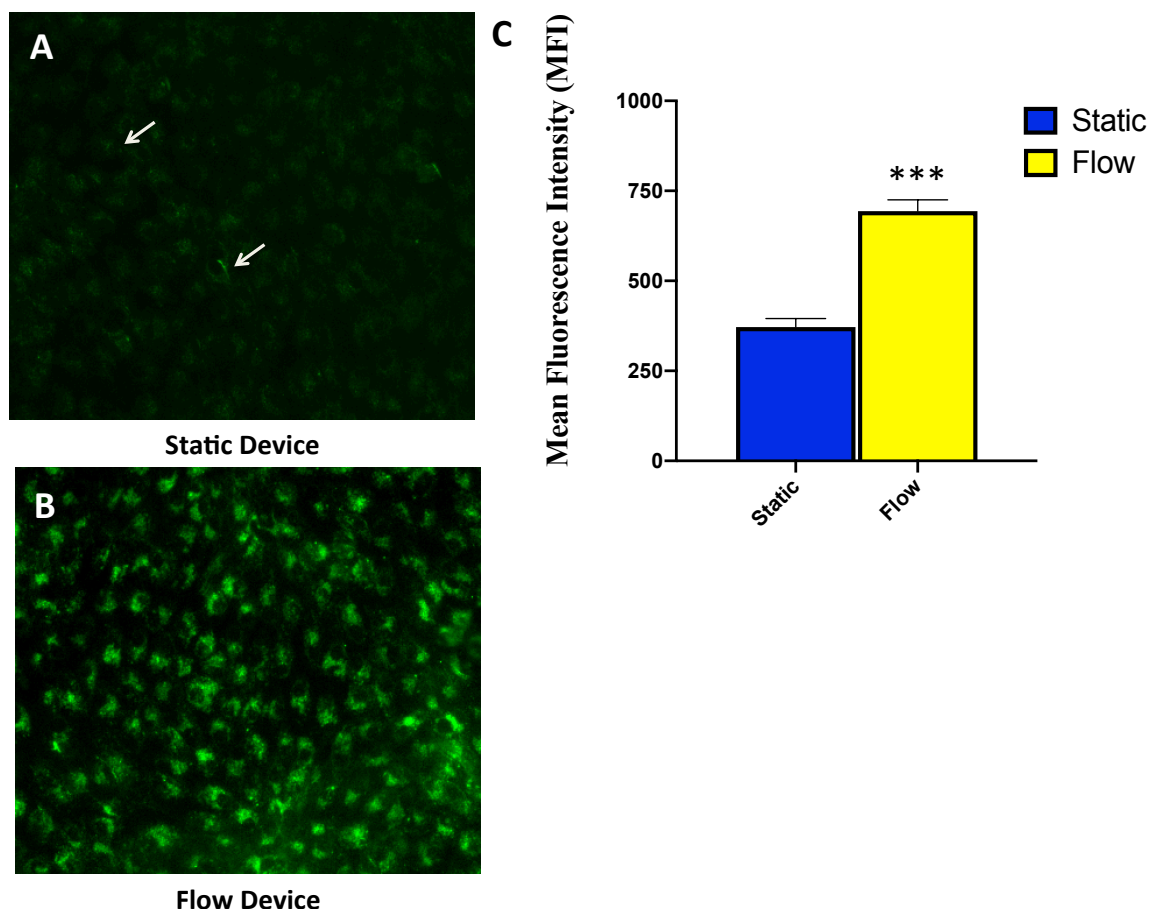 A
Static Device
B
Flow Device
C
Mean Fluorescence Intensity (MFI)
1000
750
500
250
0
***
Static
Flow
Static
Flow